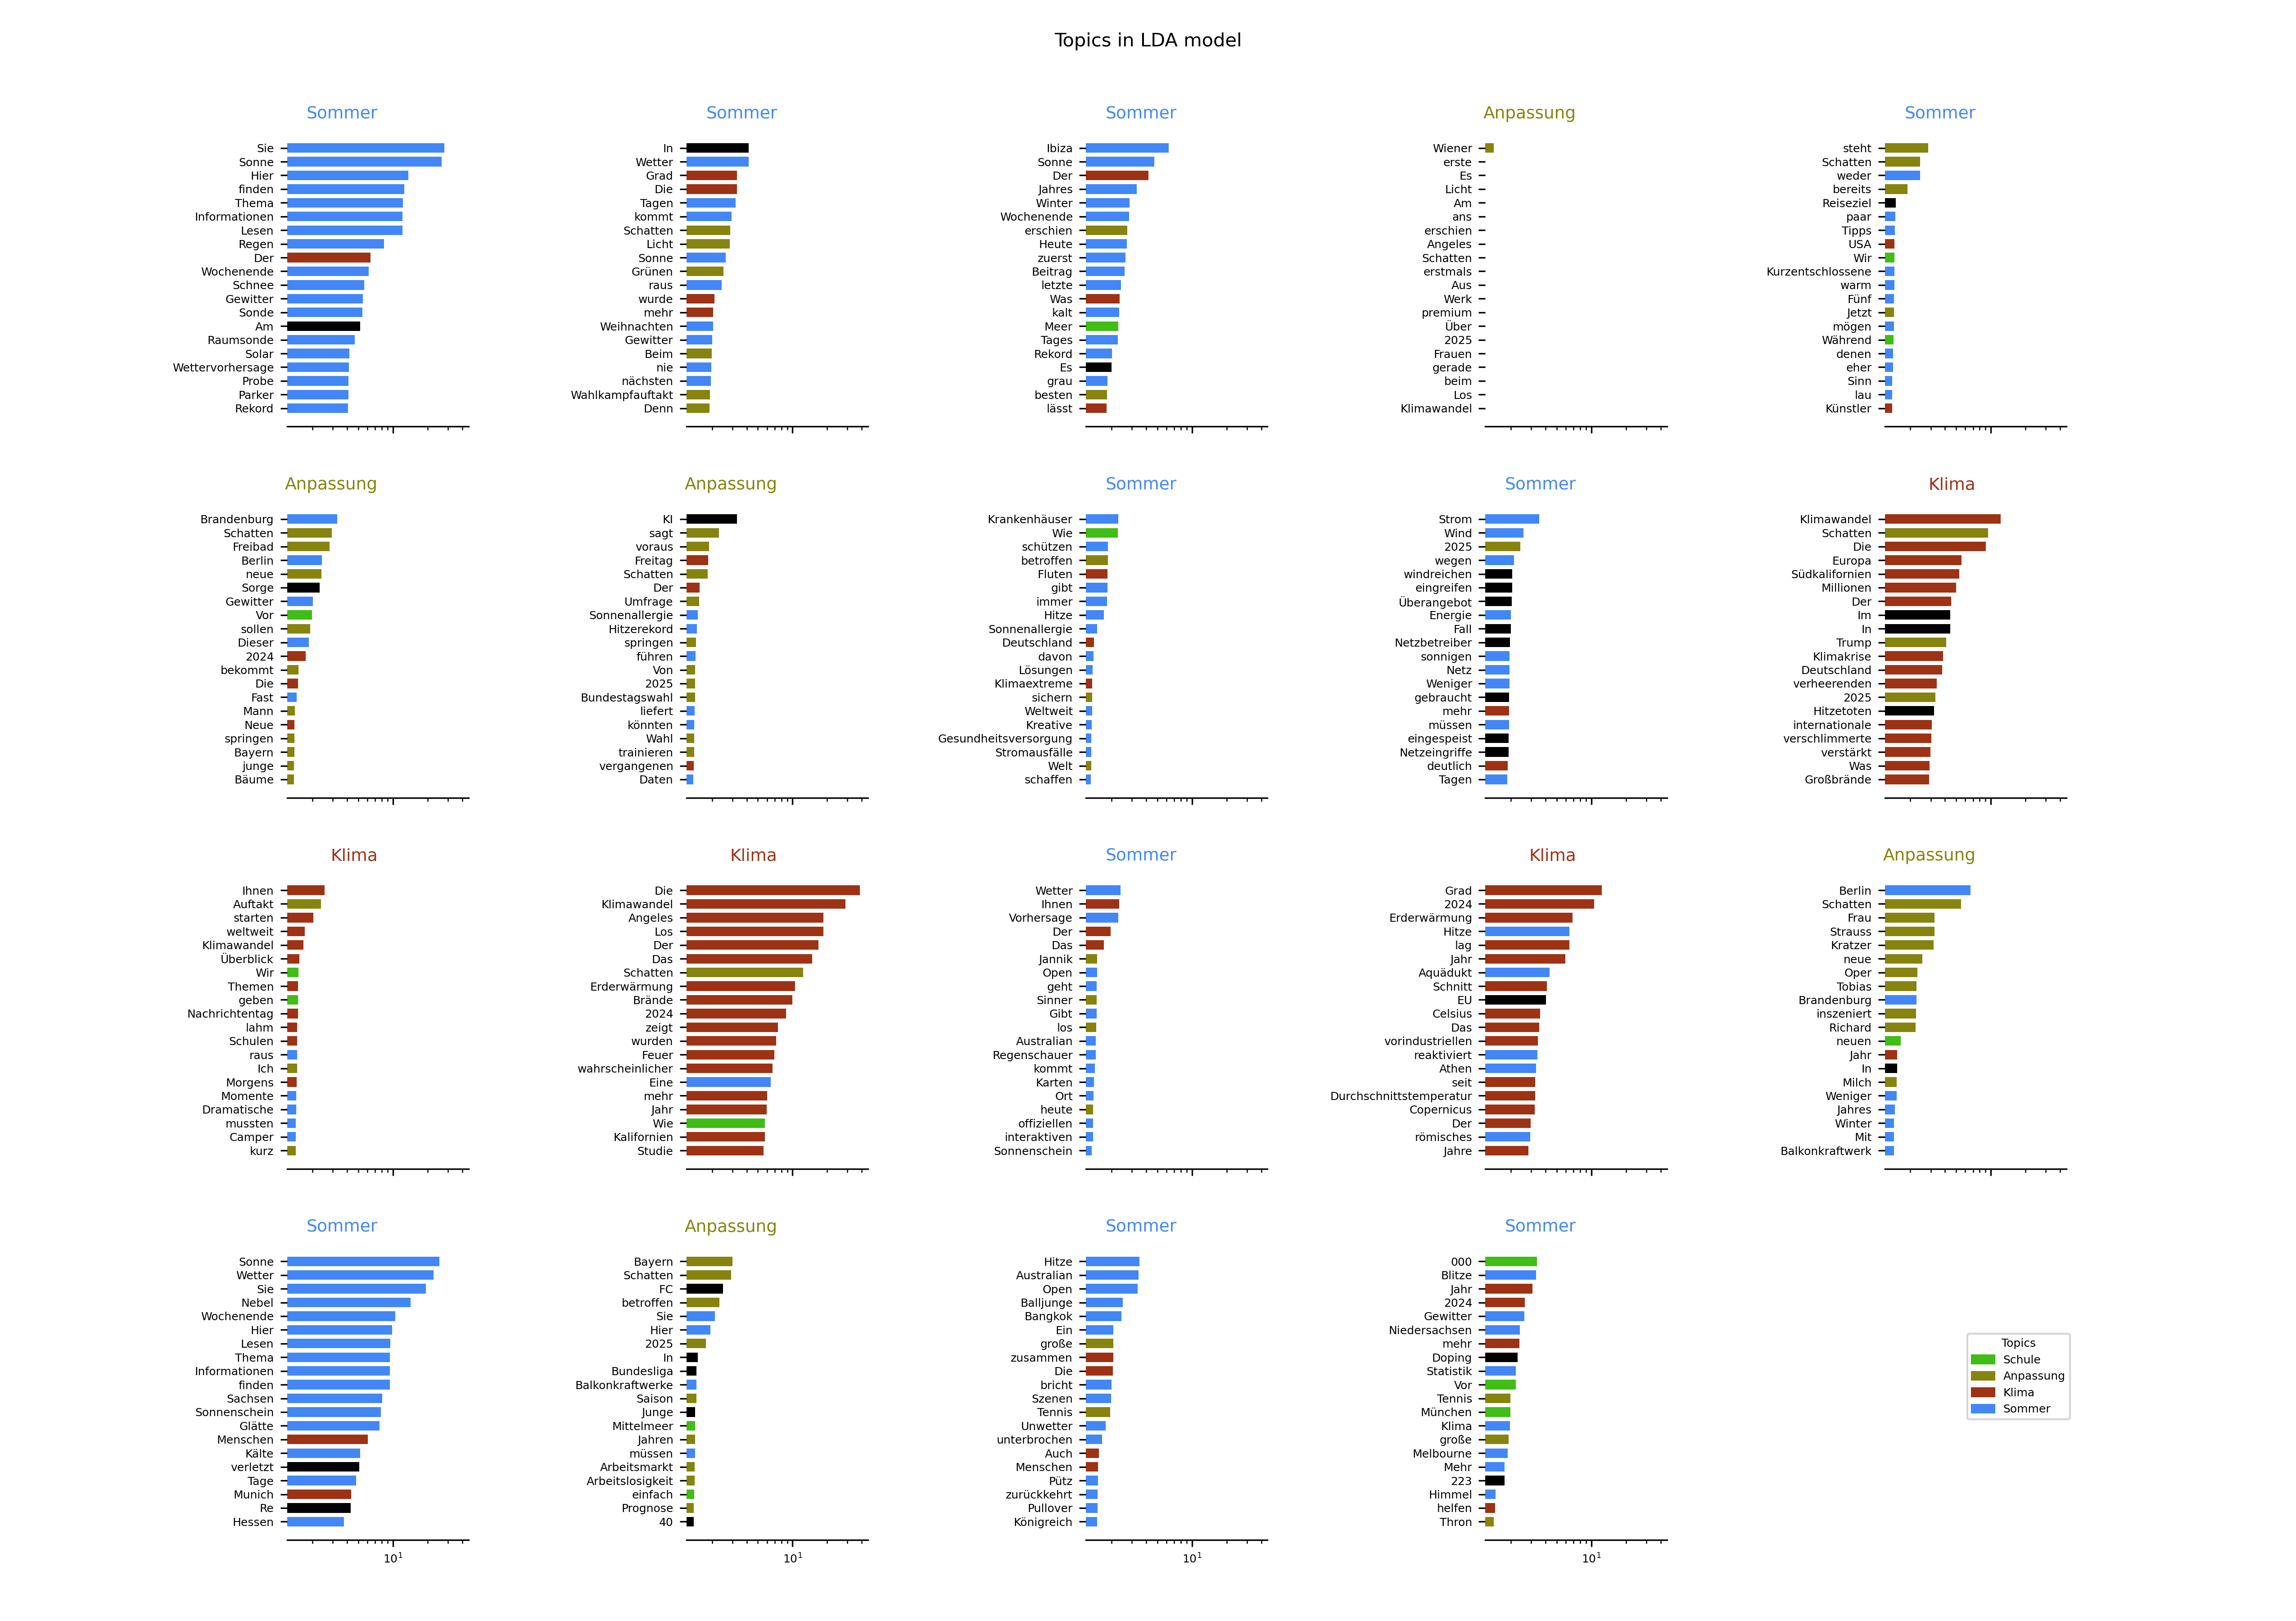 Topics in LDA model
Sommer
Sie
Sonne
Hier
finden
Thema
Informationen
Lesen
Regen
Der
Wochenende
Schnee
Gewitter
Sonde
Am
Raumsonde
Solar
Wettervorhersage
Probe
Parker
Rekord
Sommer
In
Wetter
Grad
Die
Tagen
kommt
Schatten
Licht
Sonne
Grünen
raus
wurde
mehr
Weihnachten
Gewitter
Beim
nie
nächsten
Wahlkampfauftakt
Denn
Sommer
Ibiza
Sonne
Der
Jahres
Winter
Wochenende
erschien
Heute
zuerst
Beitrag
letzte
Was
kalt
Meer
Tages
Rekord
Es
grau
besten
lässt
Anpassung
Wiener
erste
Es
Licht
Am
ans
erschien
Angeles
Schatten
erstmals
Aus
Werk
premium
Über
2025
Frauen
gerade
beim
Los
Klimawandel
Sommer
steht
Schatten
weder
bereits
Reiseziel
paar
Tipps
USA
Wir
Kurzentschlossene
warm
Fünf
Jetzt
mögen
Während
denen
eher
Sinn
lau
Künstler
Anpassung
Brandenburg
Schatten
Freibad
Berlin
neue
Sorge
Gewitter
Vor
sollen
Dieser
2024
bekommt
Die
Fast
Mann
Neue
springen
Bayern
junge
Bäume
Anpassung
KI
sagt
voraus
Freitag
Schatten
Der
Umfrage
Sonnenallergie
Hitzerekord
springen
führen
Von
2025
Bundestagswahl
liefert
könnten
Wahl
trainieren
vergangenen
Daten
Sommer
Krankenhäuser
Wie
schützen
betroffen
Fluten
gibt
immer
Hitze
Sonnenallergie
Deutschland
davon
Lösungen
Klimaextreme
sichern
Weltweit
Kreative
Gesundheitsversorgung
Stromausfälle
Welt
schaffen
Sommer
Strom
Wind
2025
wegen
windreichen
eingreifen
Überangebot
Energie
Fall
Netzbetreiber
sonnigen
Netz
Weniger
gebraucht
mehr
müssen
eingespeist
Netzeingriffe
deutlich
Tagen
Klima
Klimawandel
Schatten
Die
Europa
Südkalifornien
Millionen
Der
Im
In
Trump
Klimakrise
Deutschland
verheerenden
2025
Hitzetoten
internationale
verschlimmerte
verstärkt
Was
Großbrände
Klima
Ihnen
Auftakt
starten
weltweit
Klimawandel
Überblick
Wir
Themen
geben
Nachrichtentag
lahm
Schulen
raus
Ich
Morgens
Momente
Dramatische
mussten
Camper
kurz
Klima
Die
Klimawandel
Angeles
Los
Der
Das
Schatten
Erderwärmung
Brände
2024
zeigt
wurden
Feuer
wahrscheinlicher
Eine
mehr
Jahr
Wie
Kalifornien
Studie
Sommer
Wetter
Ihnen
Vorhersage
Der
Das
Jannik
Open
geht
Sinner
Gibt
los
Australian
Regenschauer
kommt
Karten
Ort
heute
offiziellen
interaktiven
Sonnenschein
Klima
Grad
2024
Erderwärmung
Hitze
lag
Jahr
Aquädukt
Schnitt
EU
Celsius
Das
vorindustriellen
reaktiviert
Athen
seit
Durchschnittstemperatur
Copernicus
Der
römisches
Jahre
Anpassung
Berlin
Schatten
Frau
Strauss
Kratzer
neue
Oper
Tobias
Brandenburg
inszeniert
Richard
neuen
Jahr
In
Milch
Weniger
Jahres
Winter
Mit
Balkonkraftwerk
Sommer
Sonne
Wetter
Sie
Nebel
Wochenende
Hier
Lesen
Thema
Informationen
finden
Sachsen
Sonnenschein
Glätte
Menschen
Kälte
verletzt
Tage
Munich
Re
Hessen
10¹
Anpassung
Bayern
Schatten
FC
betroffen
Sie
Hier
2025
In
Bundesliga
Balkonkraftwerke
Saison
Junge
Mittelmeer
Jahren
müssen
Arbeitsmarkt
Arbeitslosigkeit
einfach
Prognose
40
10¹
Sommer
Hitze
Australian
Open
Balljunge
Bangkok
Ein
große
zusammen
Die
bricht
Szenen
Tennis
Unwetter
unterbrochen
Auch
Menschen
Pütz
zurückkehrt
Pullover
Königreich
10¹
Sommer
000
Blitze
Jahr
2024
Gewitter
Niedersachsen
mehr
Doping
Statistik
Vor
Tennis
München
Klima
große
Melbourne
Mehr
223
Himmel
helfen
Thron
10¹
Topics
Schule
Anpassung
Klima
Sommer